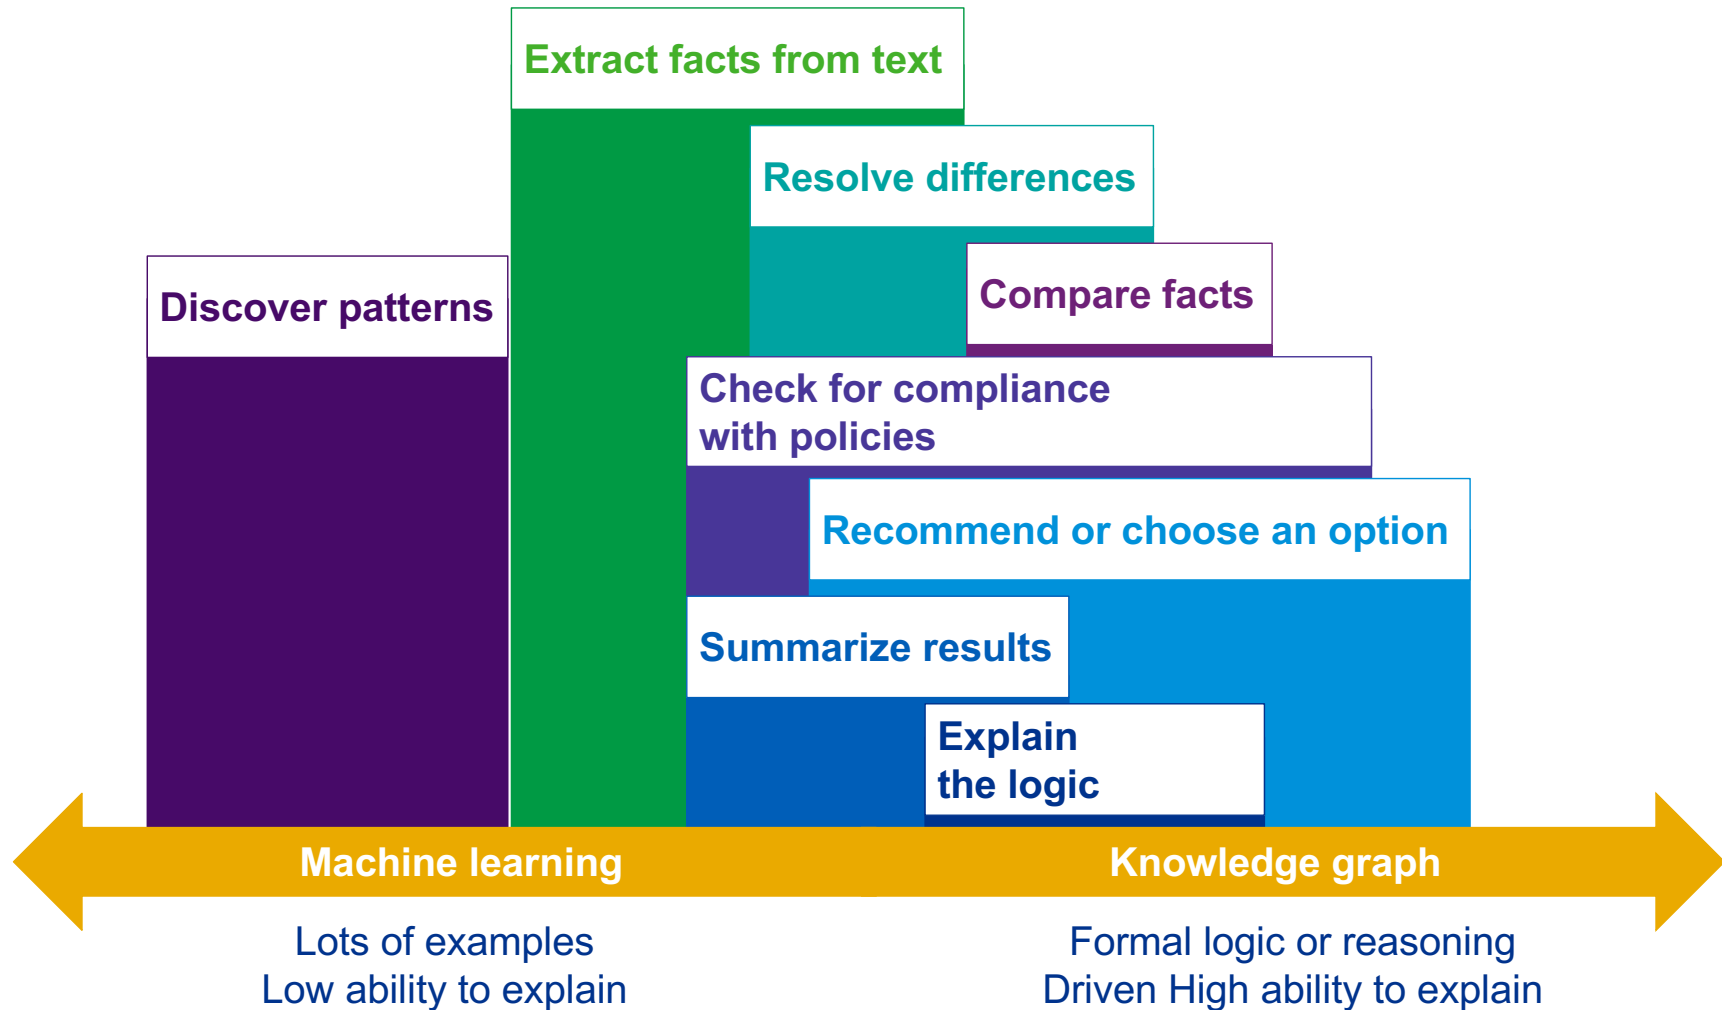 Extract facts from text
Resolve differences
Compare facts
Discover patterns
Check for compliance
with policies
Recommend or choose an option
Summarize results
Explain
the logic
Machine learning
Knowledge graph
Lots of examples
Low ability to explain
Formal logic or reasoning
Driven High ability to explain